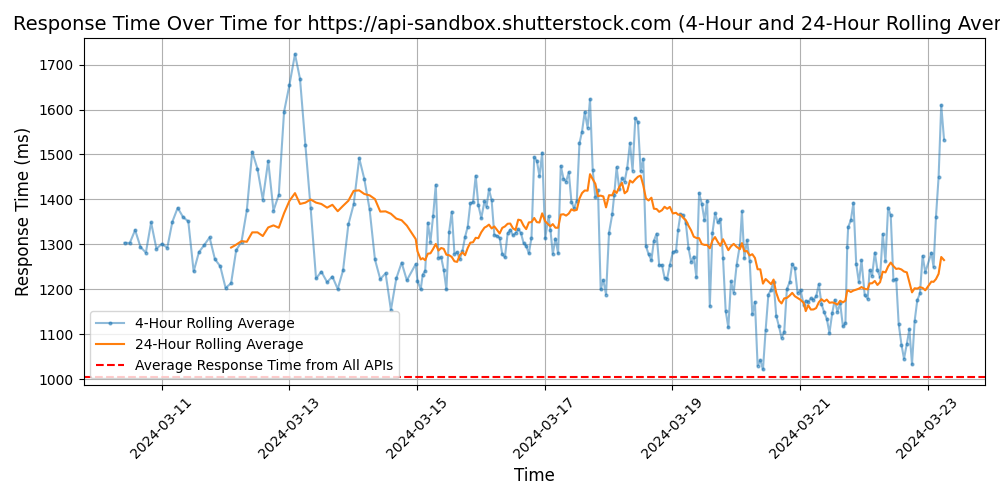 Response Time Over Time for https://api-sandbox.shutterstock.com (4-Hour and 24-Hour Rolling Aver
Response Time (ms)
1700
1600
1500
1400
1300
1200
1100
1000
4-Hour Rolling Average
24-Hour Rolling Average
Average Response Time from All APIs
2024-03-11
2024-03-13
2024-03-15
2024-03-17
2024-03-19
2024-03-21
2024-03-23
Time